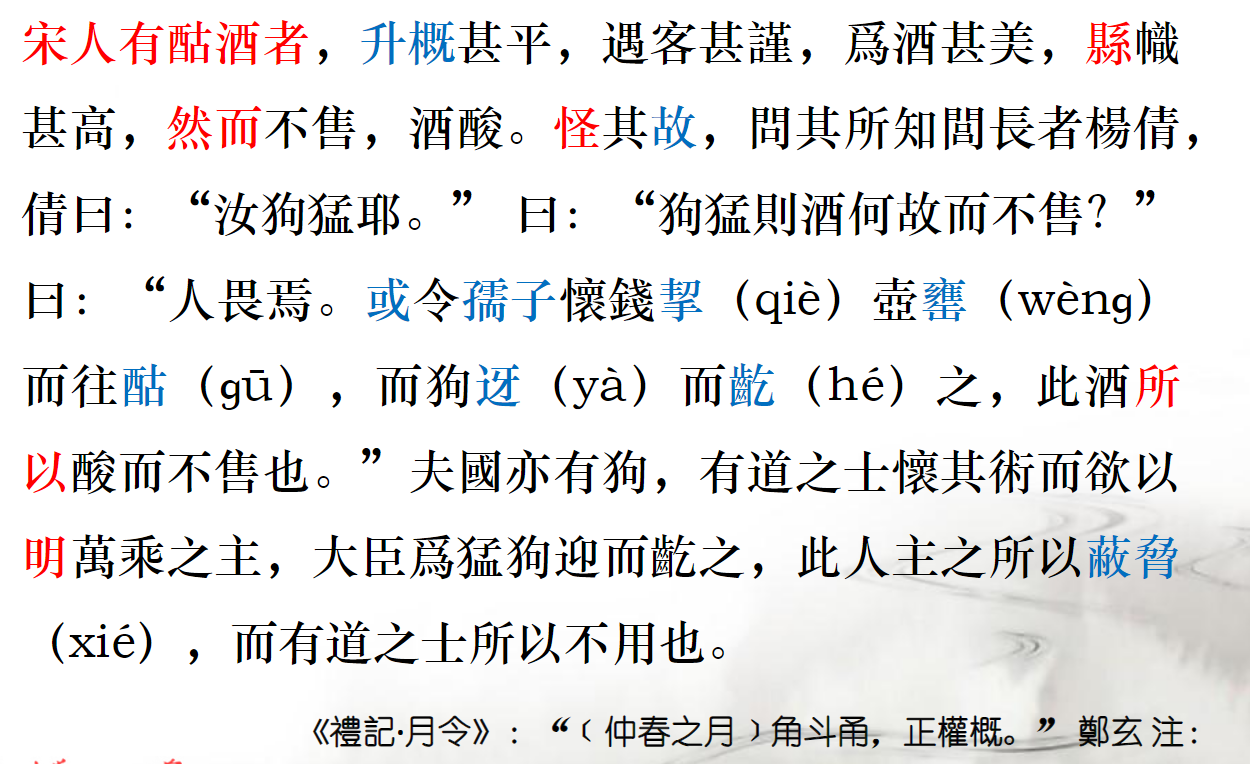 宋人有酤酒者，升概甚平，遇客甚謹，爲酒甚美，縣幟
甚高，然而不售，酒酸。怪其故，問其所知閭長者楊倩，
倩曰：“汝狗猛耶。” 曰：“狗猛則酒何故而不售？”
曰：“人畏焉。或令孺子懷錢挈（qiè）壺罋（wèng）
而往酤（gū），而狗迓（yà）而齕（hé）之，此酒所
以酸而不售也。”夫國亦有狗，有道之士懷其術而欲以
明萬乘之主，大臣爲猛狗迎而齕之，此人主之所以蔽脅
（xié），而有道之士所以不用也。
《禮記·月令》：“﹙仲春之月﹚角斗甬，正權概。”鄭玄 注：